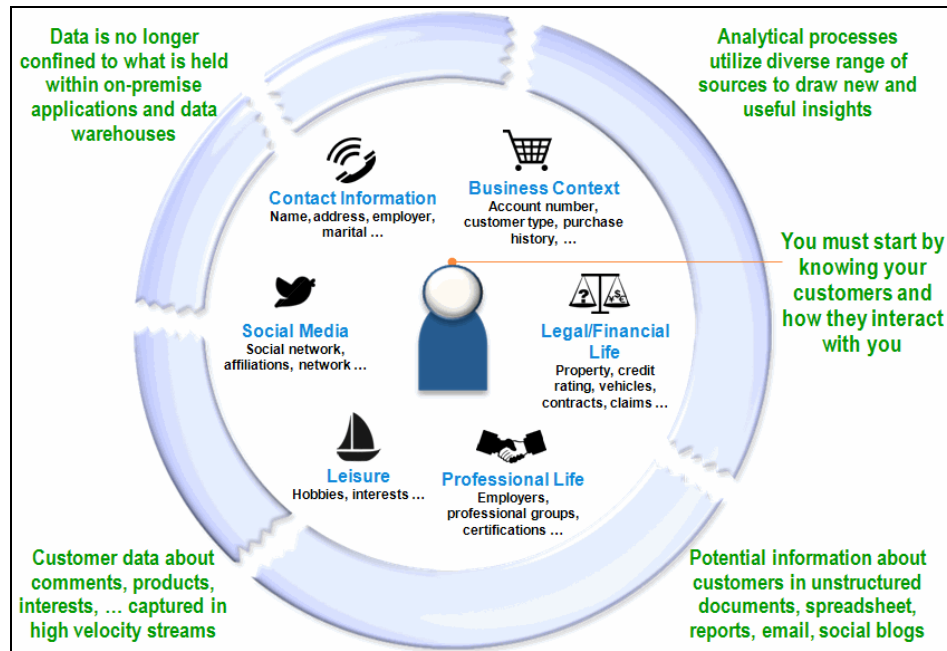 Data is no longer
confined to what is held
within on-premise
applications and data
warehouses
Analytical processes
utilize diverse range of
sources to draw new and
useful insights
Contact Information
Name, address, employer,
marital ...
Business Context
Account number,
customer type, purchase
history, ...
You must start by
knowing your
customers and
how they interact
with you
Social Media
Social network,
affiliations, network ...
?
¥$€
Legal/Financial
Life
Property, credit
rating, vehicles,
contracts, claims ...
Leisure
Hobbies, interests ...
Professional Life
Employers,
professional groups,
certifications ...
Customer data about
comments, products,
interests, ... captured in
high velocity streams
Potential information about
customers in unstructured
documents, spreadsheet,
reports, email, social blogs